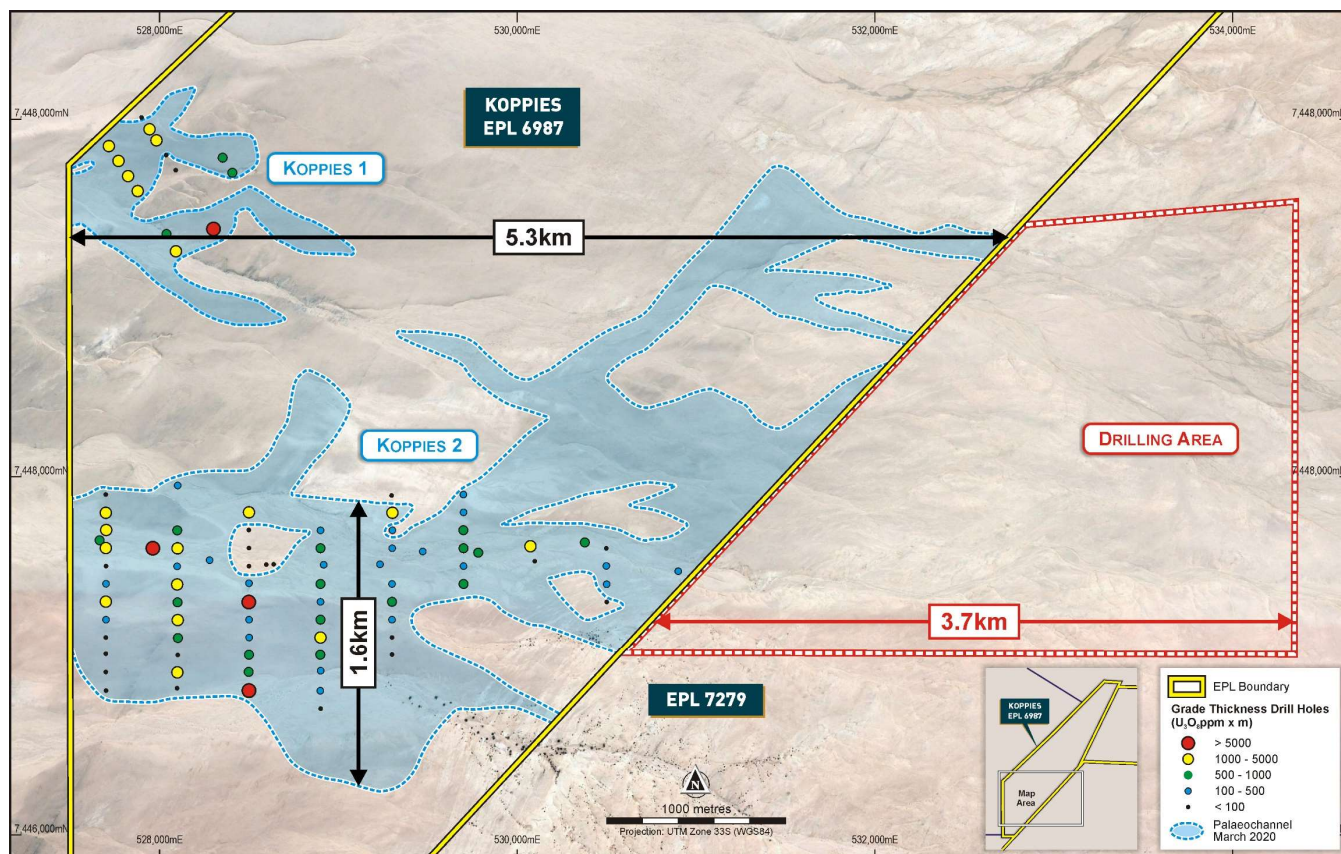 528,000mE
530,000mE
532,000mE
534,000mE
7,448,000mN
7,448,000mN
KOPPIES
EPL 6987
KOPPIES 1
5.3km
KOPPIES 2
DRILLING AREA
7,448,000mN
7,448,000mN
1.6km
3.7km
EPL 7279
N
1000 metres
Projection: UTM Zone 33S (WGS84)
KOPPIES
EPL 6987
Map
Area
EPL Boundary
Grade Thickness Drill Holes
(U₃O₈ppm x m)
> 5000
1000 - 5000
500 - 1000
100 - 500
< 100
Palaeochannel
March 2020
7,446,000mN
7,446,000mN
528,000mE
530,000mE
532,000mE